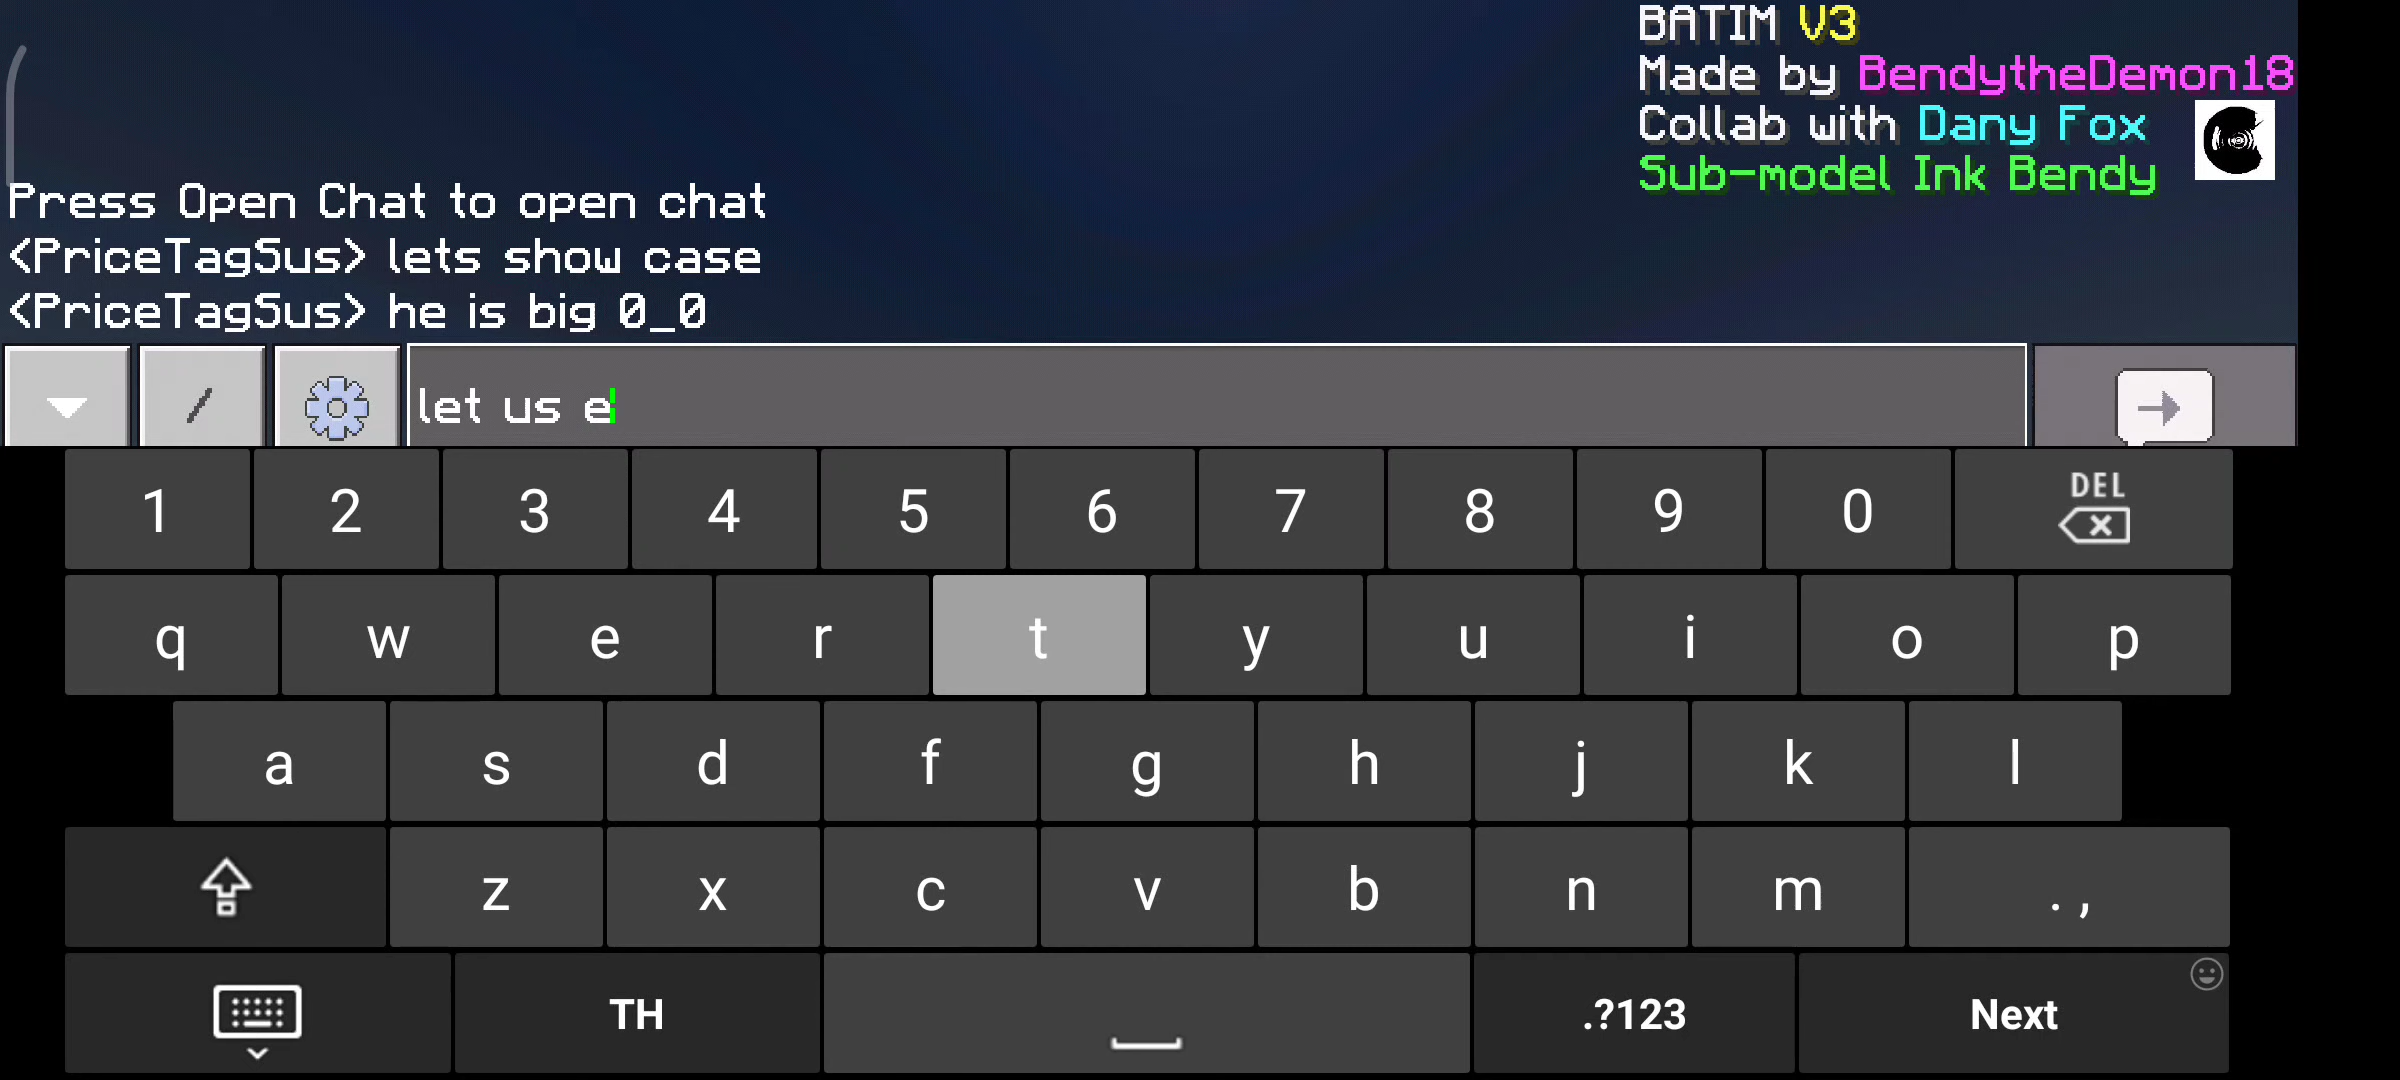 BATIM V3
Made by BendytheDemon18
Collab with Dany Fox
Sub-model Ink Bendy
Press Open Chat to open chat
<PriceTagSus> lets show case
<PriceTagSus> he is big 0_0
/
let us e
1 2 3 4 5 6 7 8 9 0 DEL
q w e r t y u i o p
a s d f g h j k l
z x c v b n m . ,
TH .?123 Next